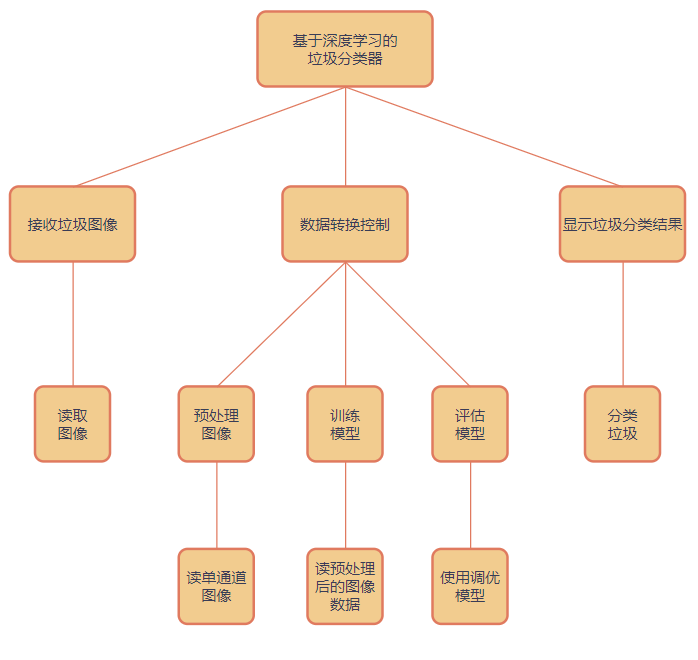 基于深度学习的
垃圾分类器
接收垃圾图像
数据转换控制
显示垃圾分类结果
读取
图像
预处理
图像
训练
模型
评估
模型
分类
垃圾
读单通道
图像
读预处理
后的图像
数据
使用调优
模型